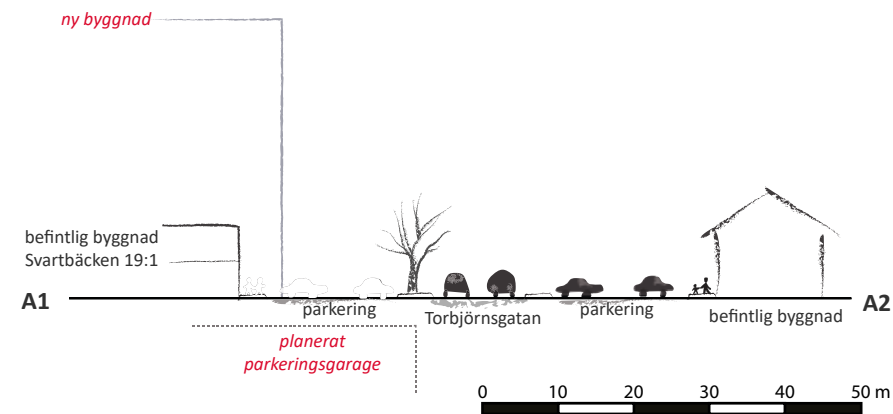 ny byggnad
befintlig byggnad
Svartbäcken 19:1
A1
parkering
Torbjörnsgatan
parkering
befintlig byggnad
A2
planerat
parkeringsgarage
0 10 20 30 40 50 m